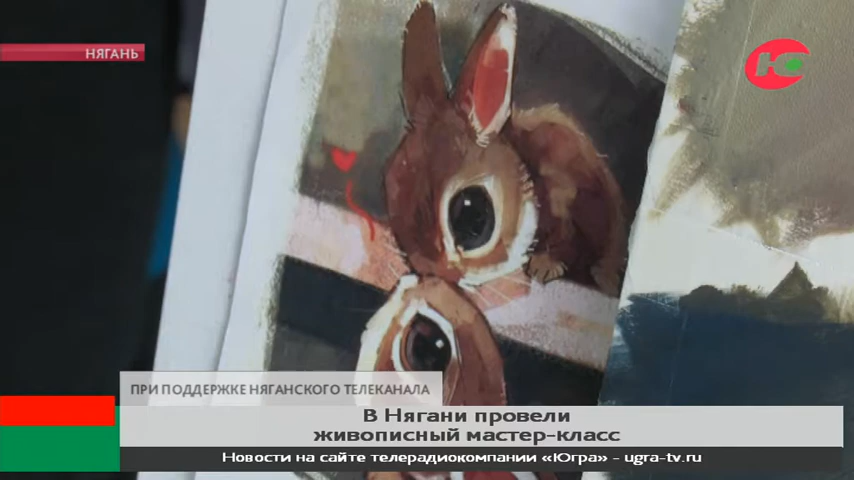 НЯГАНЬ
Ю
ПРИ ПОДДЕРЖКЕ НЯГАНСКОГО ТЕЛЕКАНАЛА
В Нягани провели
живописный мастер-класс
Новости на сайте телерадиокомпании «Югра» - ugra-tv.ru